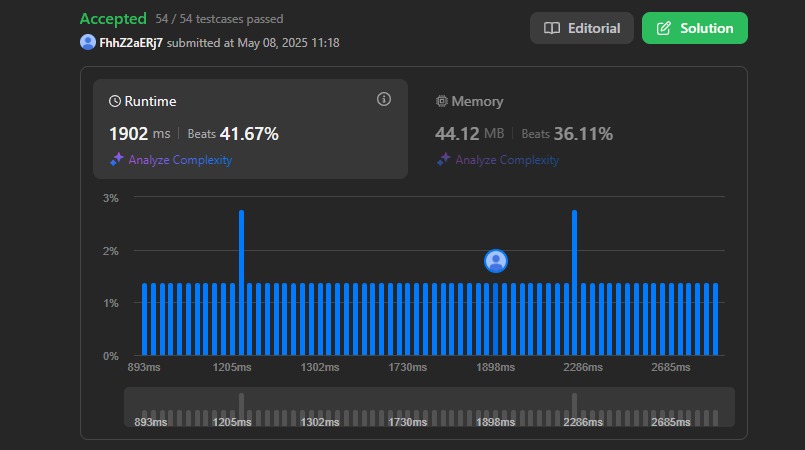 Accepted 54 / 54 testcases passed
FhhZ2aERj7 submitted at May 08, 2025 11:18
Editorial
Solution
Runtime
1902 ms Beats 41.67%
Analyze Complexity
Memory
44.12 MB Beats 36.11%
Analyze Complexity
3%
2%
1%
0%
893ms 1205ms 1302ms 1730ms 1898ms 2286ms 2685ms
893ms 1205ms 1302ms 1730ms 1898ms 2286ms 2685ms